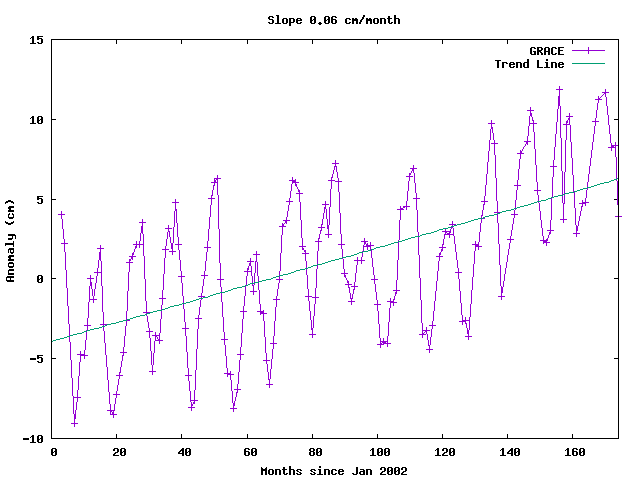 Slope 0.06 cm/month
15
GRACE
Trend Line
10
5
0
-5
-10
Anomaly (cm)
0 20 40 60 80 100 120 140 160
Months since Jan 2002